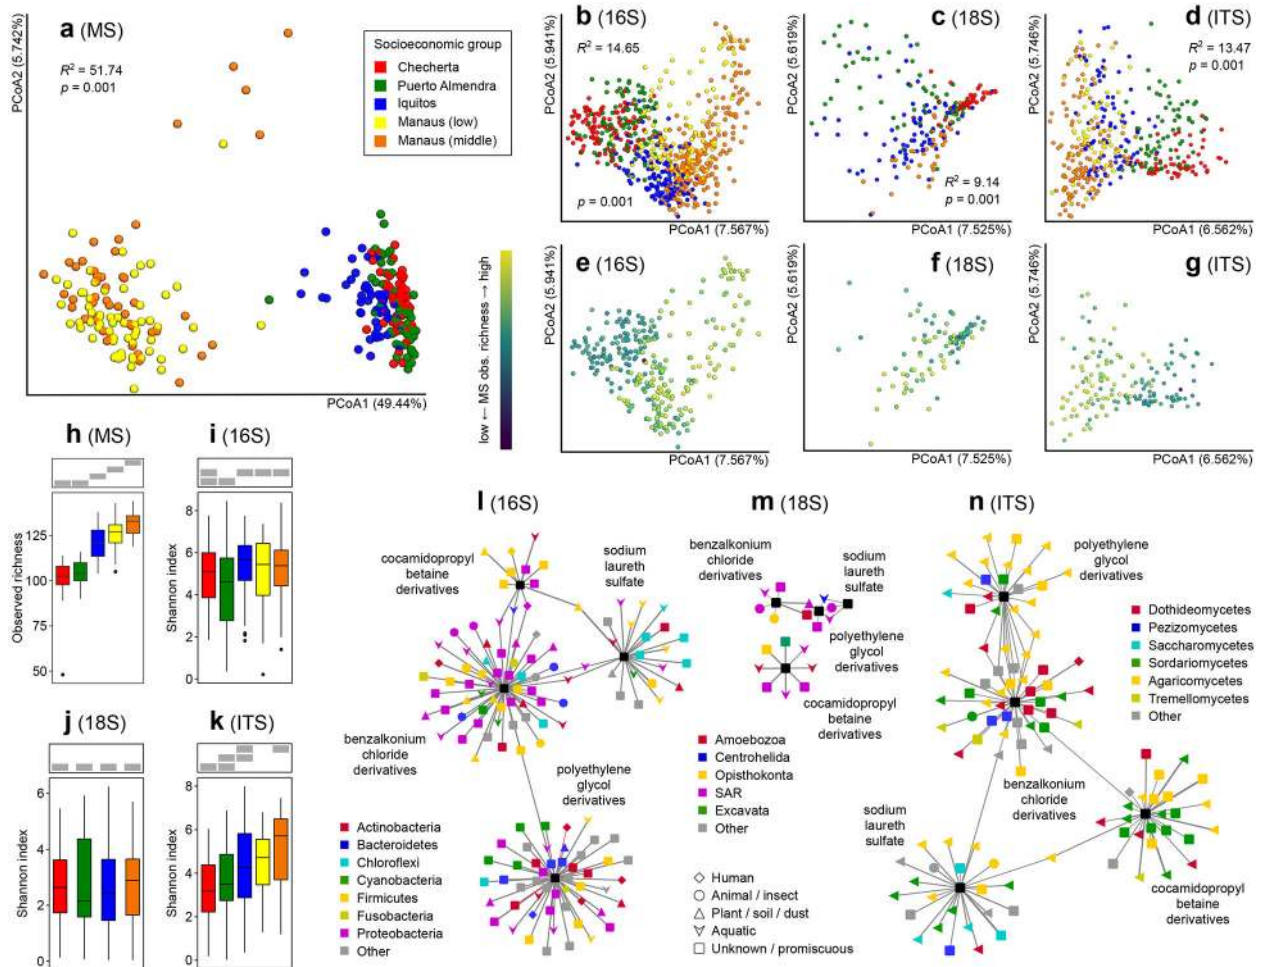 a (MS)
R² = 51.74
p = 0.001
PCoA2 (5.742%)
PCoA1 (49.44%)
Socioeconomic group
Checherta
Puerto Almendra
Iquitos
Manaus (low)
Manaus (middle)
b (16S)
R² = 14.65
p = 0.001
PCoA2 (5.941%)
PCoA1 (7.567%)
c (18S)
R² = 9.14
p = 0.001
PCoA2 (5.619%)
PCoA1 (7.525%)
d (ITS)
R² = 13.47
p = 0.001
PCoA2 (5.746%)
PCoA1 (6.562%)
low ← MS obs. richness → high
e (16S)
PCoA2 (5.941%)
PCoA1 (7.567%)
f (18S)
PCoA2 (5.619%)
PCoA1 (7.525%)
g (ITS)
PCoA2 (5.746%)
PCoA1 (6.562%)
h (MS)
Observed richness
125
100
75
50
i (16S)
Shannon index
8
6
4
2
0
j (18S)
Shannon index
6
4
2
0
k (ITS)
Shannon index
8
6
4
2
0
l (16S)
cocamidopropyl
betaine
derivatives
sodium
laureth
sulfate
benzalkonium
chloride
derivatives
polyethylene
glycol
derivatives
Actinobacteria
Bacteroidetes
Chloroflexi
Cyanobacteria
Firmicutes
Fusobacteria
Proteobacteria
Other
m (18S)
benzalkonium
chloride
derivatives
sodium
laureth
sulfate
polyethylene
glycol
derivatives
cocamidopropyl
betaine
derivatives
Amoebozoa
Centrohelida
Opisthokonta
SAR
Excavata
Other
Human
Animal / insect
Plant / soil / dust
Aquatic
Unknown / promiscuous
n (ITS)
polyethylene
glycol
derivatives
benzalkonium
chloride
derivatives
sodium
laureth
sulfate
cocamidopropyl
betaine
derivatives
Dothideomycetes
Pezizomycetes
Saccharomycetes
Sordariomycetes
Agaricomycetes
Tremellomycetes
Other